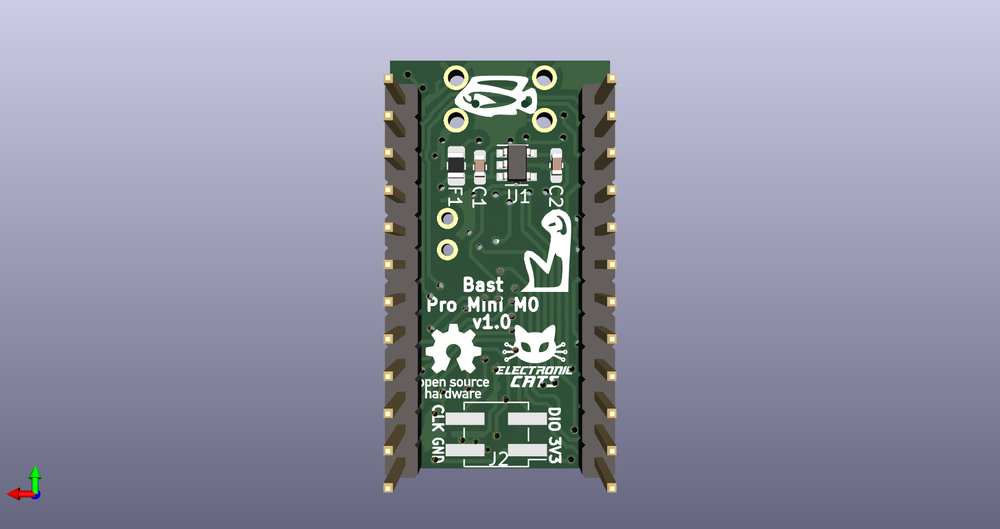 F1 C1 U1 C2
Bast
Pro Mini M0
v1.0
open source
hardware
ELECTRONIC
CATS
CLK GND
DIO 3V3
J2